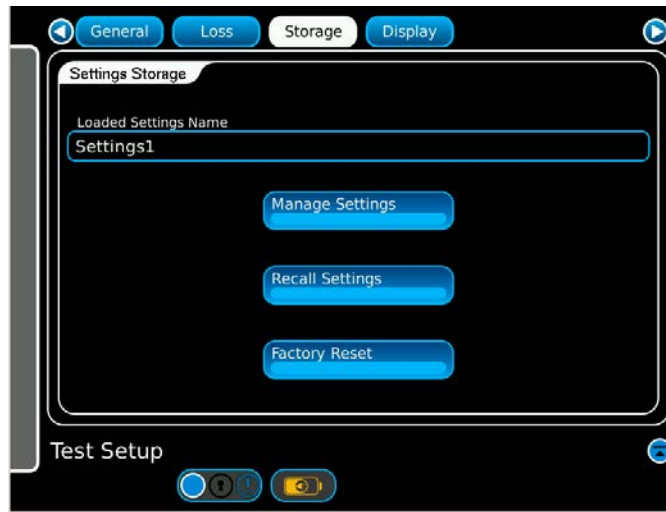 General Loss Storage Display
Settings Storage
Loaded Settings Name
Settings1
Manage Settings
Recall Settings
Factory Reset
Test Setup